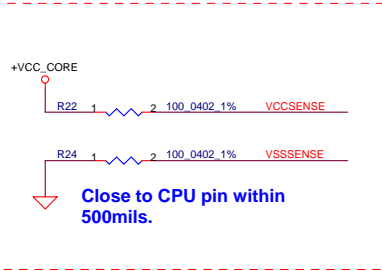 +VCC_CORE
R22 1 2 100_0402_1% VCCSENSE
R24 1 2 100_0402_1% VSSSENSE
Close to CPU pin within
500mils.